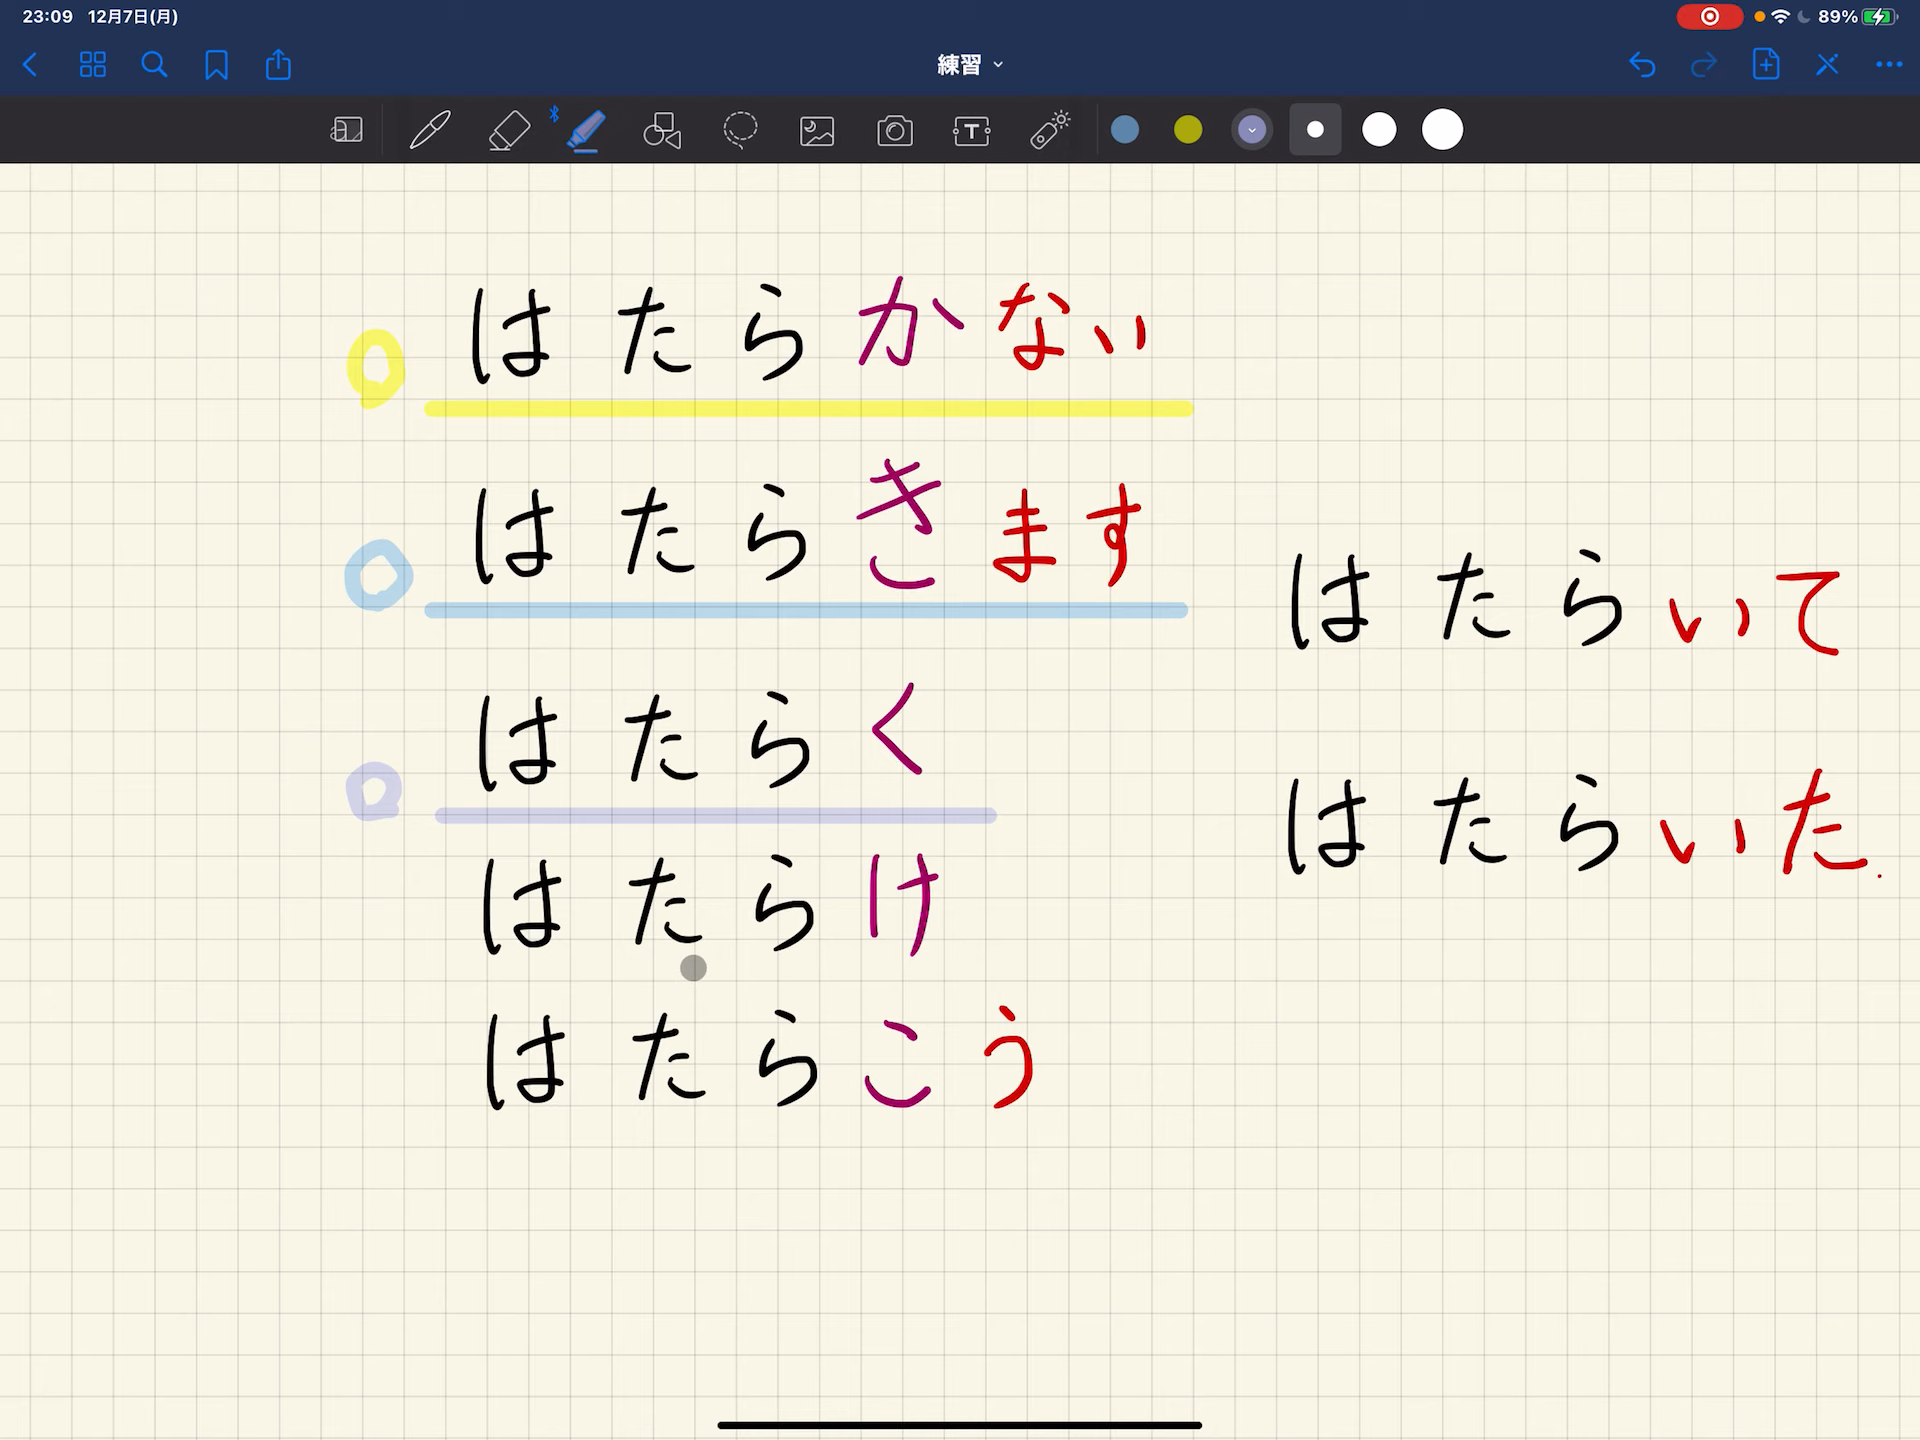 23:09 12月7日(月)
89%
練習
はたらかない
はたらきます
はたらく
はたらけ
はたらこう
はたらいて
はたらいた.